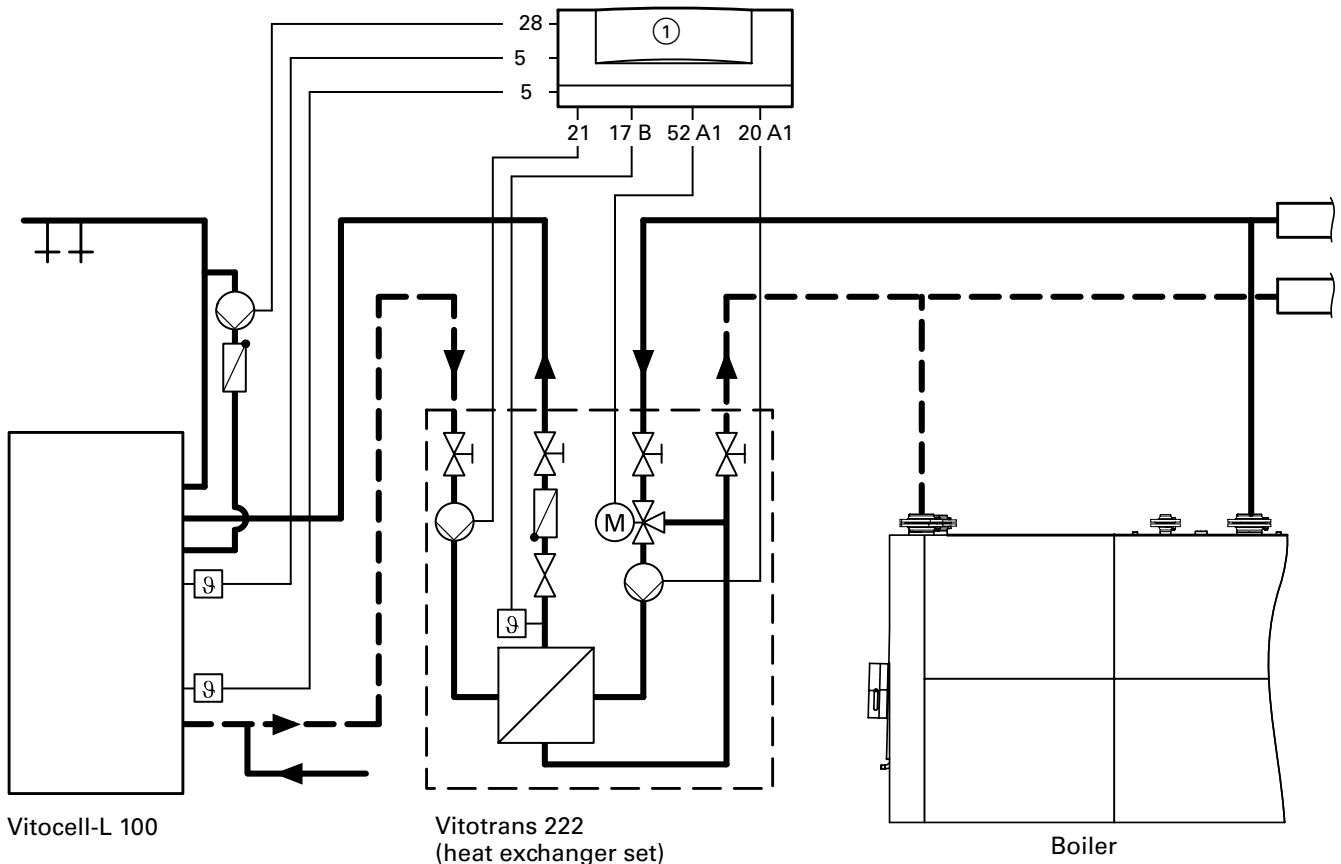 28
①
5
5
21 17 B 52 A1 20 A1
M
ϑ
ϑ
ϑ
Vitocell-L 100
Vitotrans 222
(heat exchanger set)
Boiler